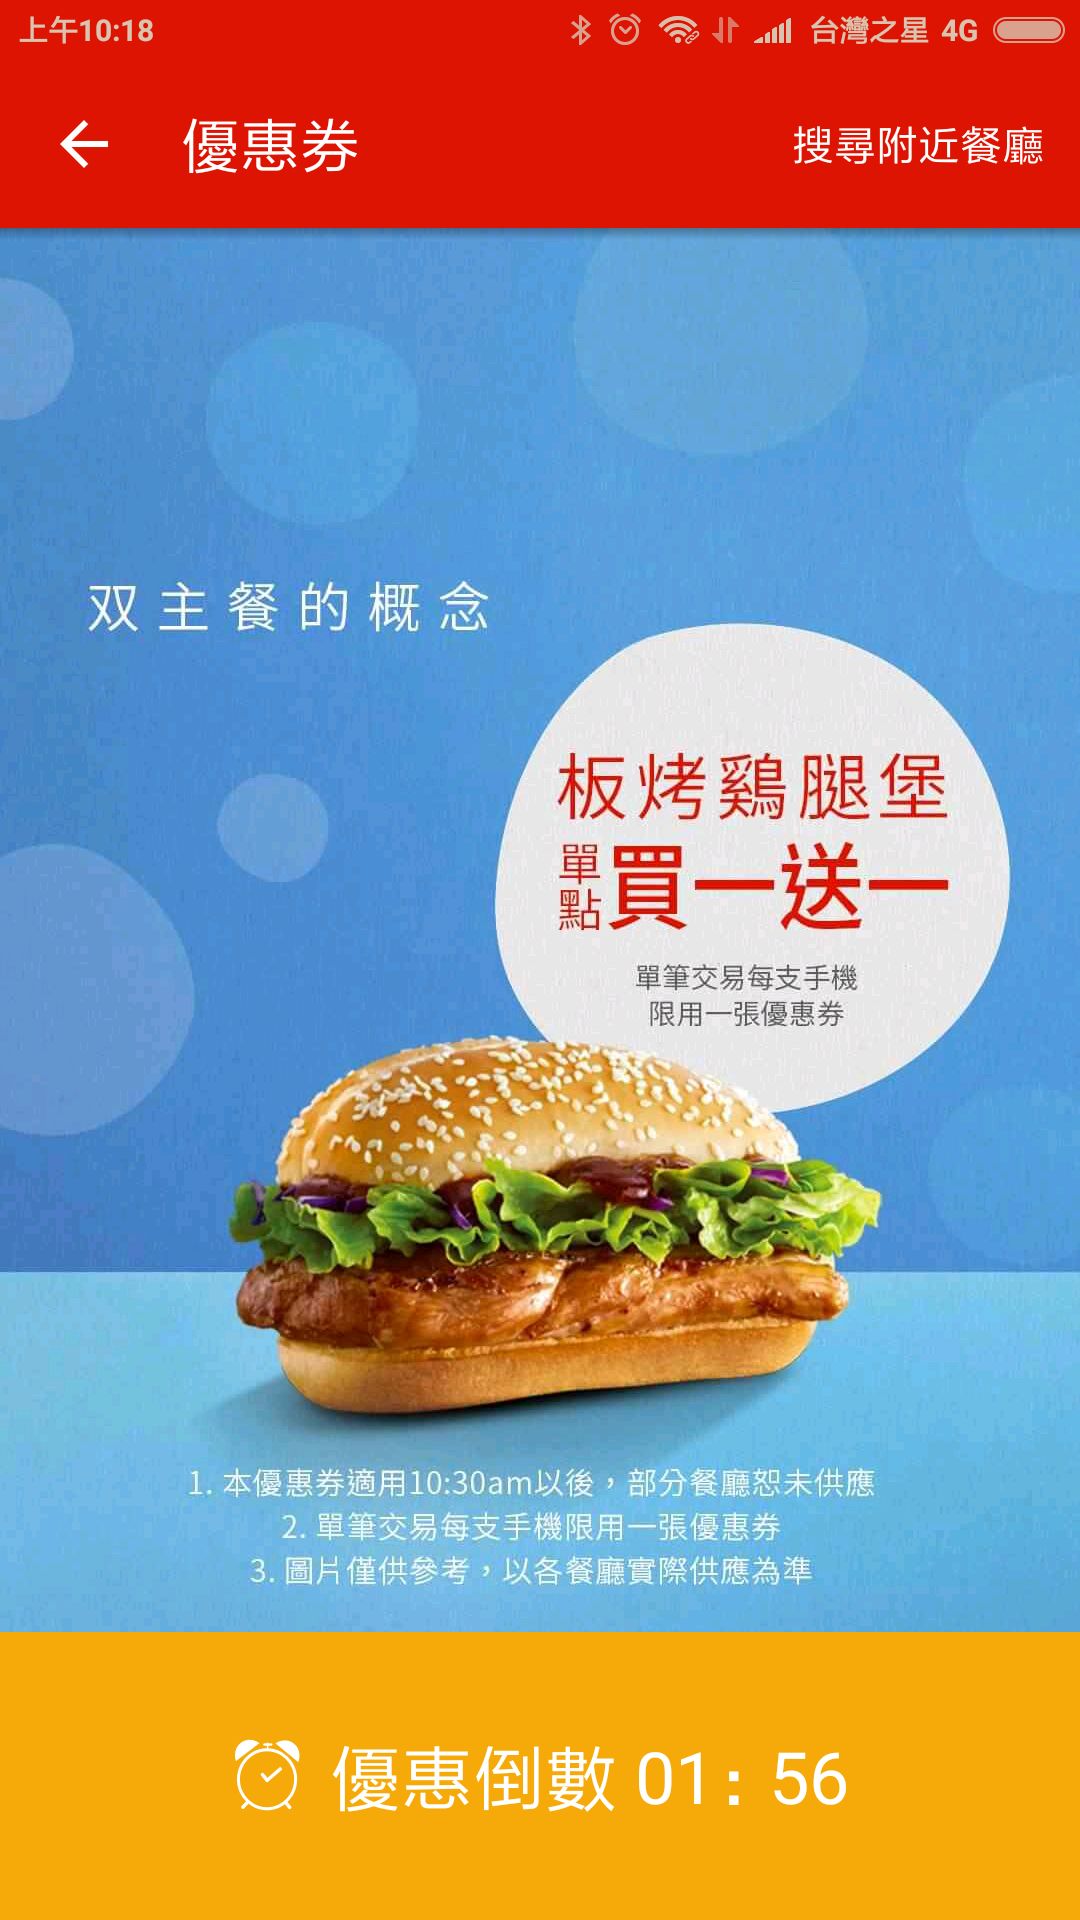 上午10:18
台灣之星 4G
優惠券
搜尋附近餐廳
双主餐的概念
板烤鷄腿堡
單點買一送一
單筆交易每支手機
限用一張優惠券
1. 本優惠券適用10:30am以後，部分餐廳恕未供應
2. 單筆交易每支手機限用一張優惠券
3. 圖片僅供參考，以各餐廳實際供應為準
優惠倒數 01: 56